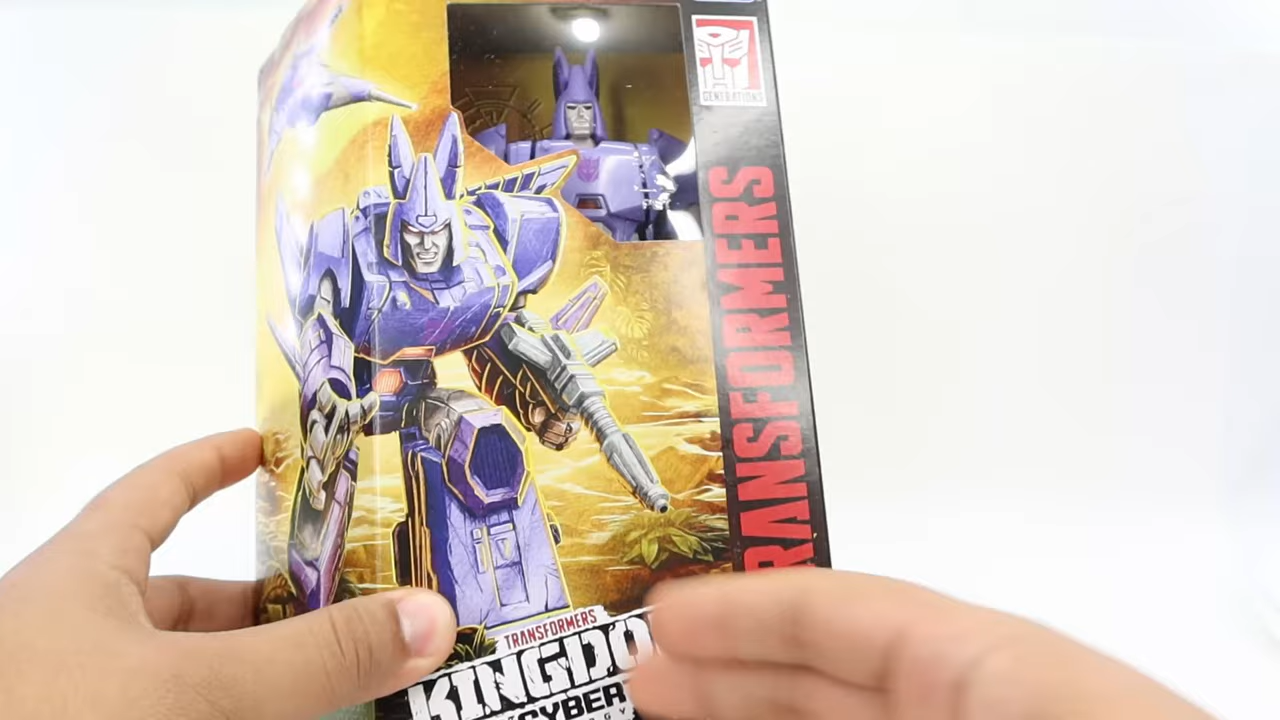 GENERATIONS
TRANSFORMERS
TRANSFORMERS
KINGDO
CYBER